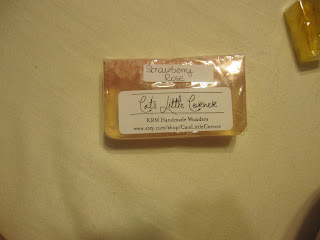 Strawberry
Rose
Cat's Little Corner
KRM Handmade Wonders
www.etsy.com/shop/CatsLittleCorner